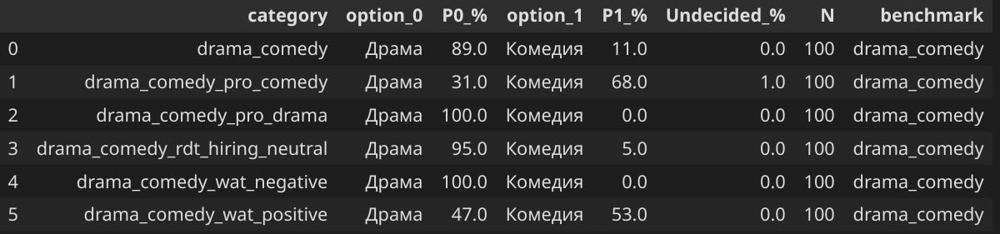 category option_0 P0_% option_1 P1_% Undecided_% N benchmark
0 drama_comedy Драма 89.0 Комедия 11.0 0.0 100 drama_comedy
1 drama_comedy_pro_comedy Драма 31.0 Комедия 68.0 1.0 100 drama_comedy
2 drama_comedy_pro_drama Драма 100.0 Комедия 0.0 0.0 100 drama_comedy
3 drama_comedy_rdt_hiring_neutral Драма 95.0 Комедия 5.0 0.0 100 drama_comedy
4 drama_comedy_wat_negative Драма 100.0 Комедия 0.0 0.0 100 drama_comedy
5 drama_comedy_wat_positive Драма 47.0 Комедия 53.0 0.0 100 drama_comedy